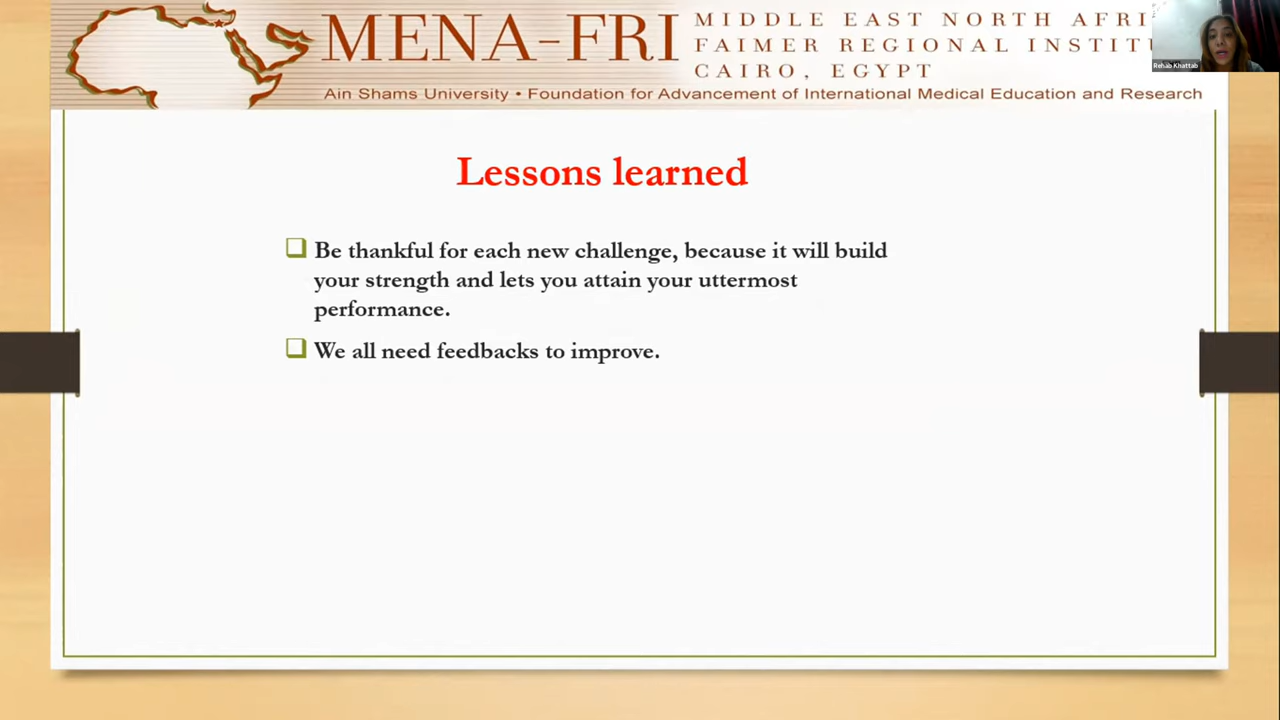 MENA-FRI
MIDDLE EAST NORTH AFRI
FAIMER REGIONAL INSTIT
CAIRO, EGYPT
Ain Shams University • Foundation for Advancement of International Medical Education and Research
Rehab Khattab
Lessons learned
❑ Be thankful for each new challenge, because it will build
your strength and lets you attain your uttermost
performance.
❑ We all need feedbacks to improve.